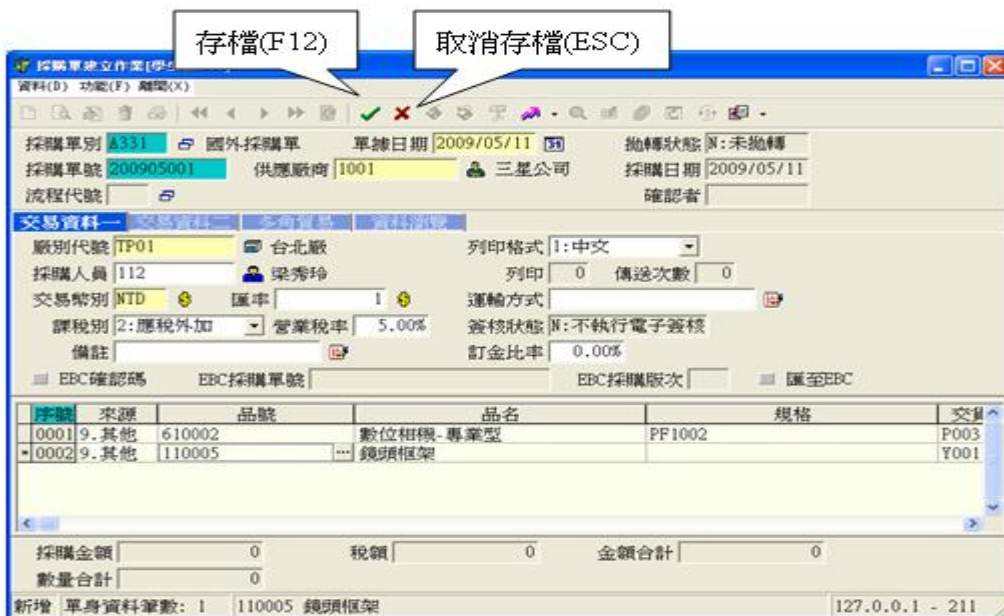 存檔(F12) 取消存檔(ESC)
採購單建立作業
資料(D) 功能(F) 離開(X)
採購單別 A331 國外採購單 單據日期 2009/05/11 拋轉狀態 N:未拋轉
採購單號 200905001 供應廠商 1001 三星公司 採購日期 2009/05/11
流程代號 確認者
交易資料一 交易資料二 多角貿易 資料瀏覽
廠別代號 TP01 台北廠 列印格式 1:中文
採購人員 112 梁秀玲 列印 0 傳送次數 0
交易幣別 NTD 匯率 1 運輸方式
課稅別 2:應稅外加 營業稅率 5.00% 簽核狀態 N:不執行電子簽核
備註 訂金比率 0.00%
EBC確認碼 EBC採購單號 EBC採購版次 匯至EBC
序號 來源 品號 品名 規格
0001 9.其他 610002 數位相機-專業型 PF1002 P003
0002 9.其他 110005 鏡頭框架 Y001
採購金額 0 稅額 0 金額合計 0
數量合計 0
新增 單身資料筆數: 1 110005 鏡頭框架 127.0.0.1 - 211